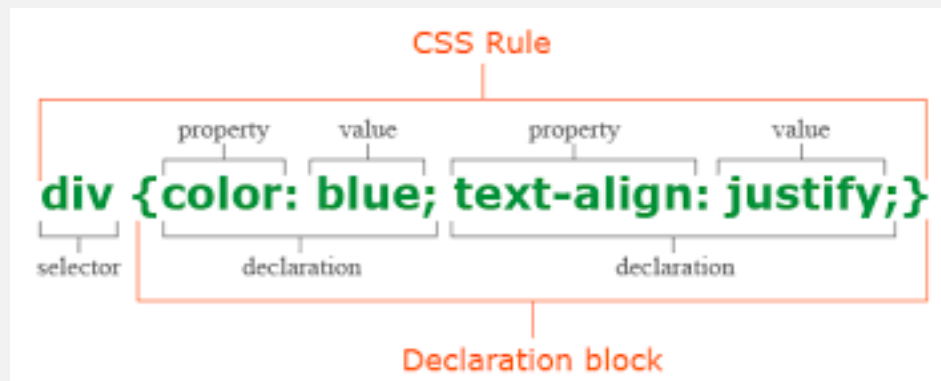 CSS Rule
property value property value
div {color: blue; text-align: justify;}
selector declaration declaration
Declaration block